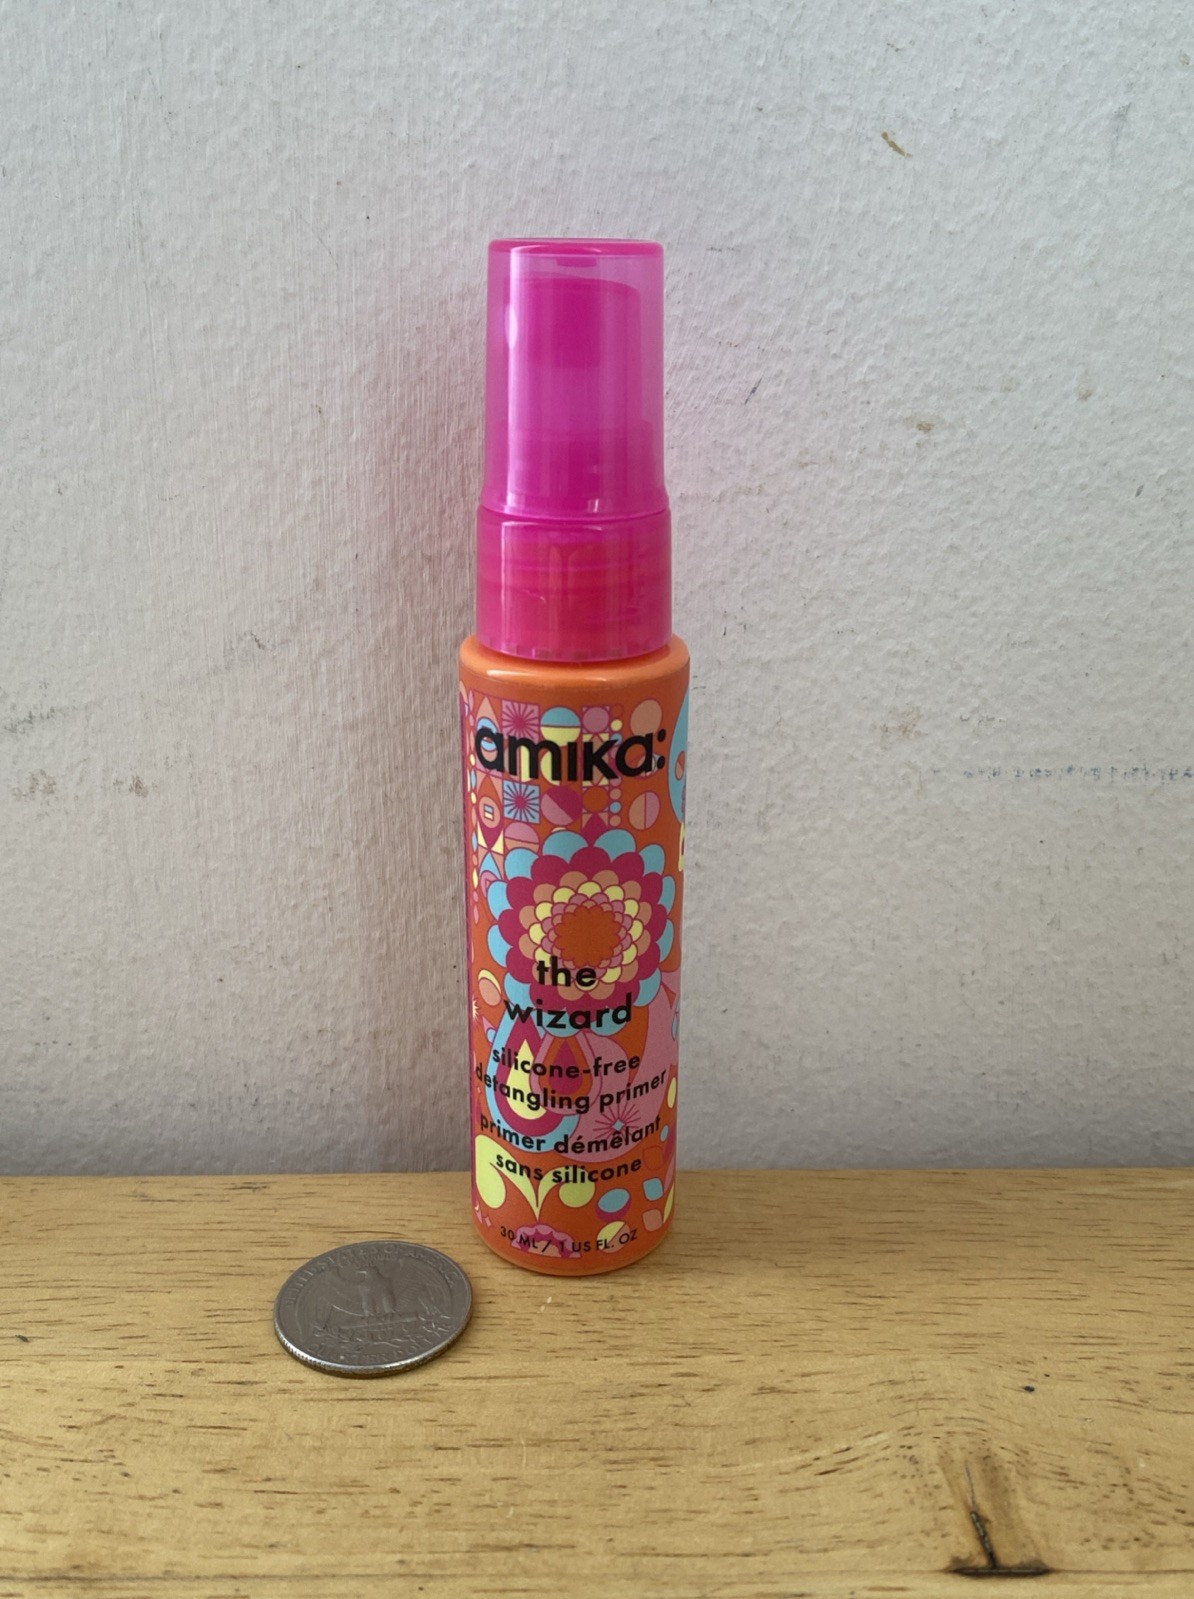 amika:
the
wizard
silicone-free
detangling primer
primer démêlant
sans silicone
30 ML / 1 US FL. OZ